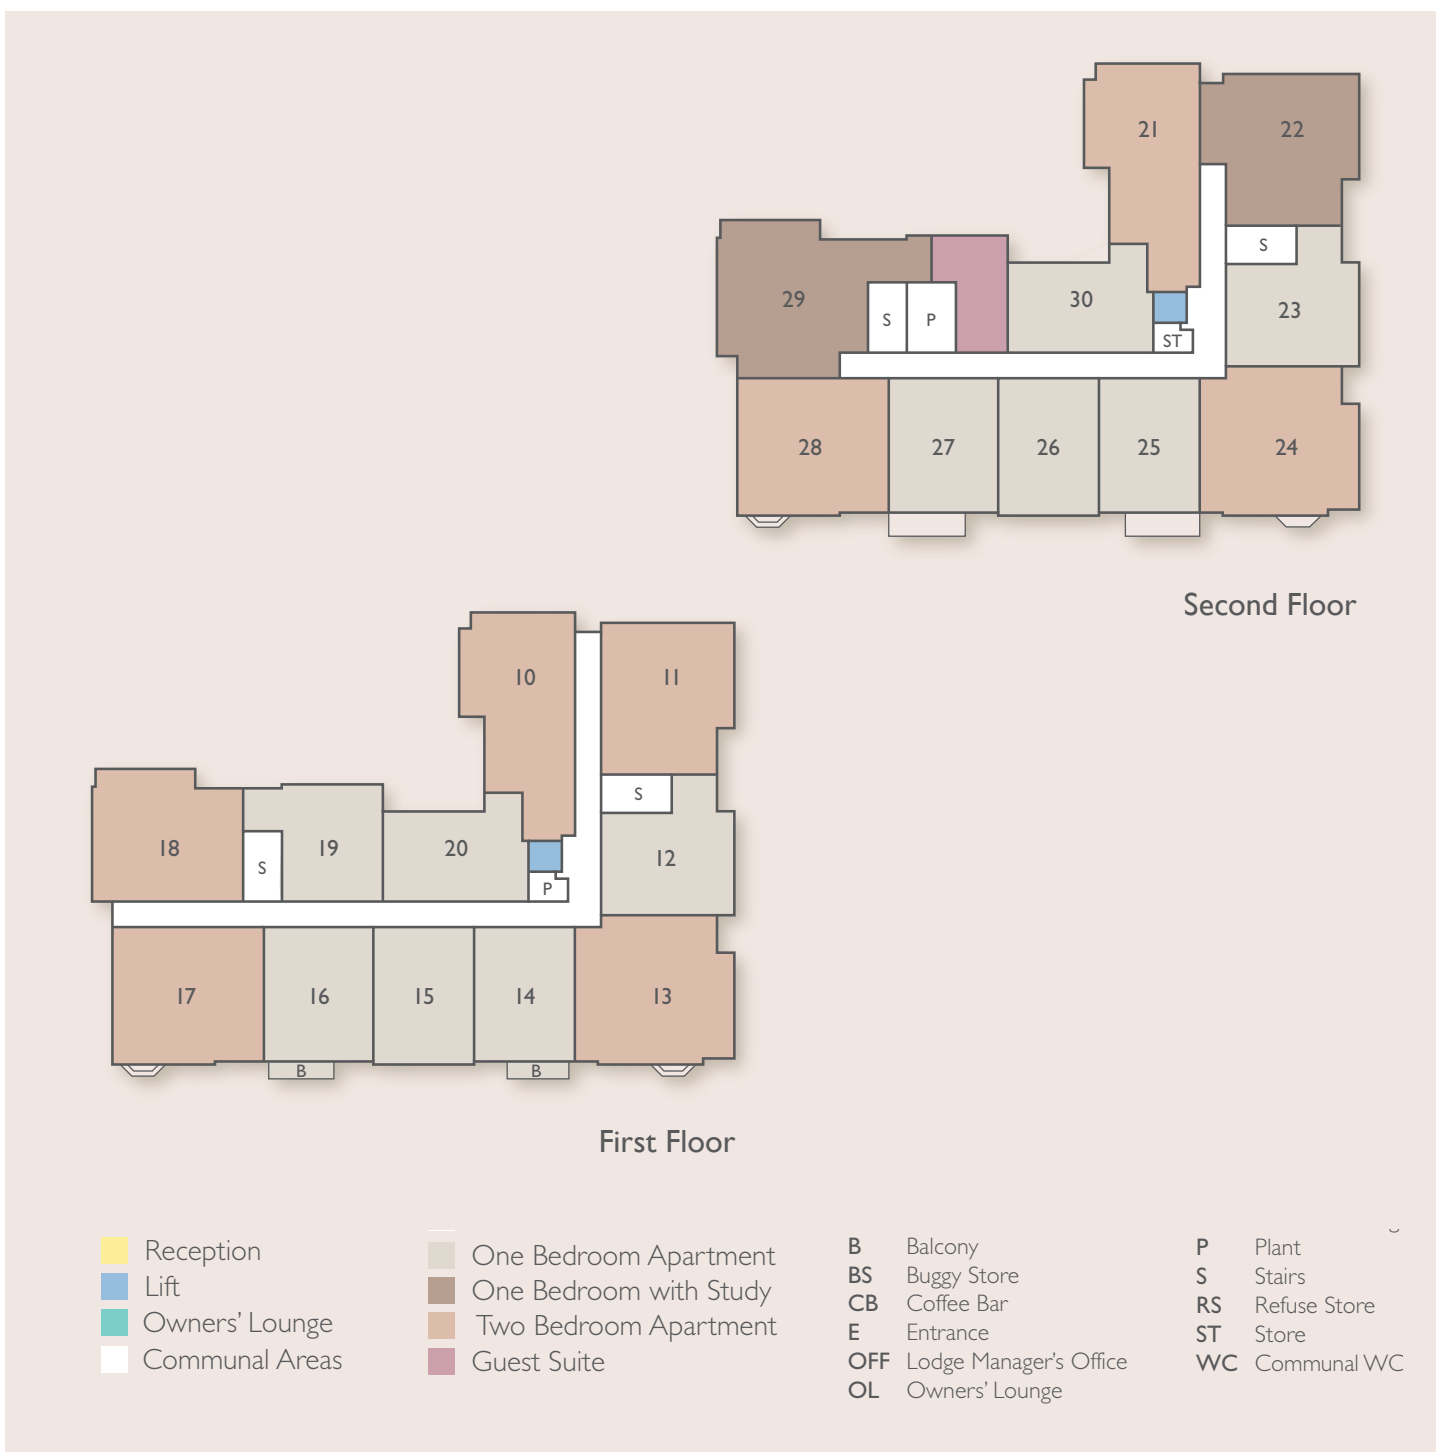 21
22
S
29
30
23
S
P
ST
28
27
26
25
24
Second Floor
10
11
S
18
19
20
12
S
P
17
16
15
14
13
B
B
First Floor
Reception
Lift
Owners' Lounge
Communal Areas
One Bedroom Apartment
One Bedroom with Study
Two Bedroom Apartment
Guest Suite
B Balcony
BS Buggy Store
CB Coffee Bar
E Entrance
OFF Lodge Manager's Office
OL Owners' Lounge
P Plant
S Stairs
RS Refuse Store
ST Store
WC Communal WC